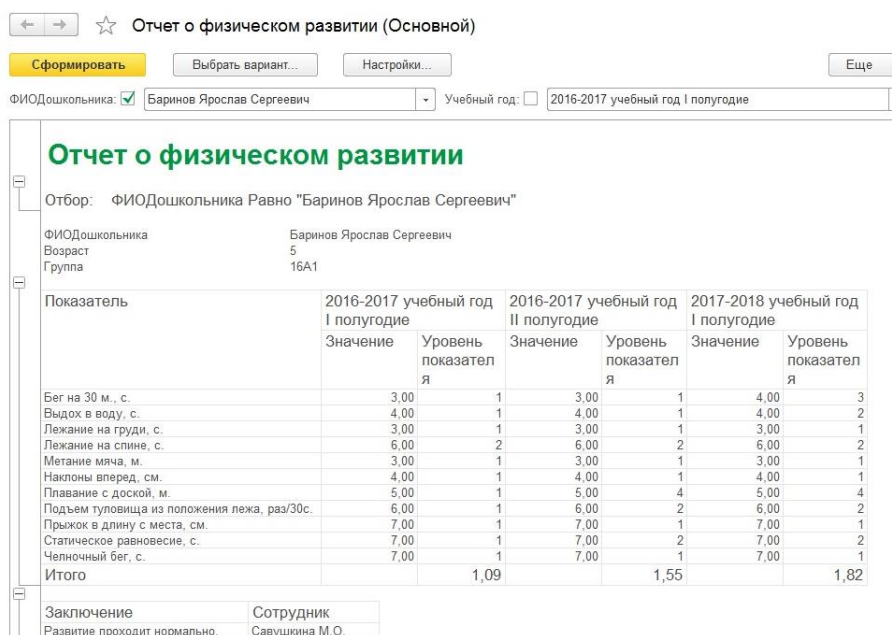 Отчет о физическом развитии (Основной)
Сформировать Выбрать вариант... Настройки... Еще
ФИОДошкольника: Баринов Ярослав Сергеевич Учебный год: 2016-2017 учебный год I полугодие
Отчет о физическом развитии
Отбор: ФИОДошкольника Равно "Баринов Ярослав Сергеевич"
ФИОДошкольника Баринов Ярослав Сергеевич
Возраст 5
Группа 16А1
Показатель 2016-2017 учебный год 2016-2017 учебный год 2017-2018 учебный год
I полугодие II полугодие I полугодие
Значение Уровень Значение Уровень Значение Уровень
показател показател показател
я я я
Бег на 30 м., с. 3,00 1 3,00 1 4,00 3
Выдох в воду, с. 4,00 1 4,00 1 4,00 2
Лежание на груди, с. 3,00 1 3,00 1 3,00 1
Лежание на спине, с. 6,00 2 6,00 2 6,00 2
Метание мяча, м. 3,00 1 3,00 1 3,00 1
Наклоны вперед, см. 4,00 1 4,00 1 4,00 1
Плавание с доской, м. 5,00 1 5,00 4 5,00 4
Подъем туловища из положения лежа, раз/30с. 6,00 1 6,00 2 6,00 2
Прыжок в длину с места, см. 7,00 1 7,00 1 7,00 1
Статическое равновесие, с. 7,00 1 7,00 2 7,00 2
Челночный бег, с. 7,00 1 7,00 1 7,00 1
Итого 1,09 1,55 1,82
Заключение Сотрудник
Развитие проходит нормально. Савушкина М.О.